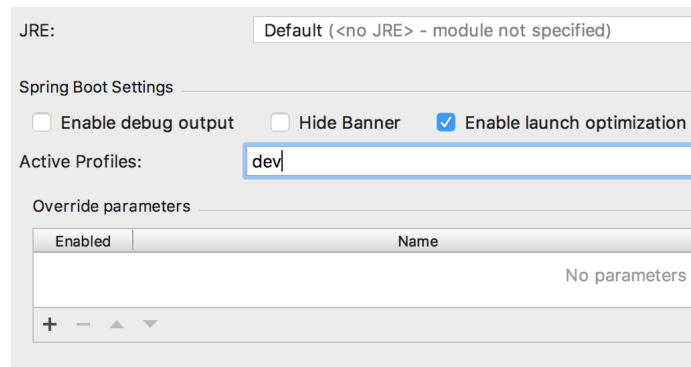 JRE: Default (<no JRE> - module not specified)
Spring Boot Settings
Enable debug output Hide Banner Enable launch optimization
Active Profiles: dev
Override parameters
Enabled Name
No parameters